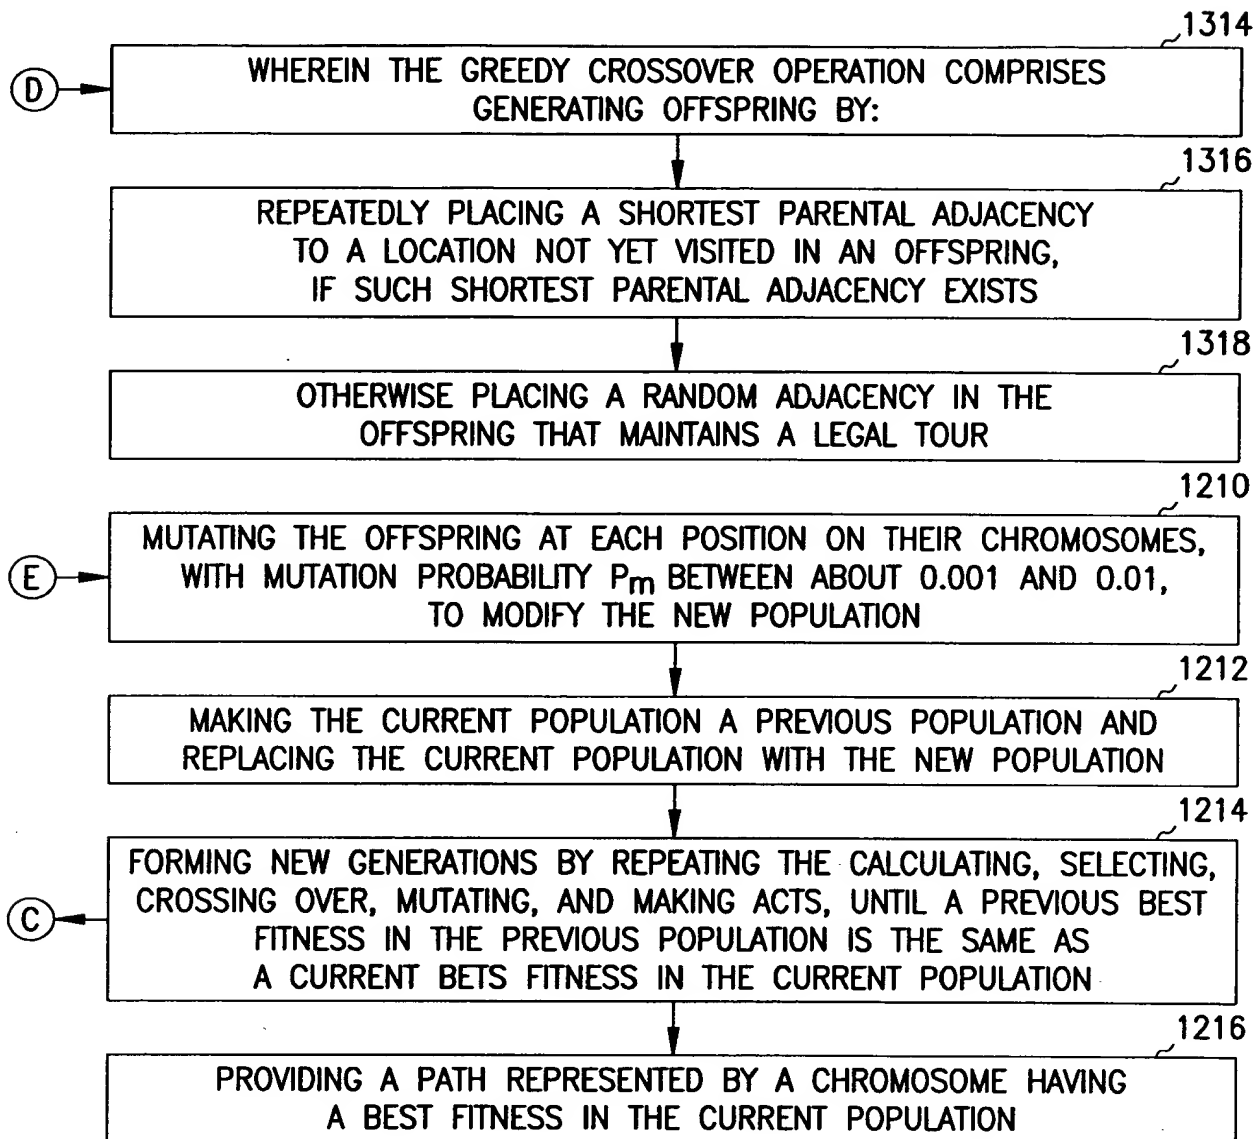 1314
D
WHEREIN THE GREEDY CROSSOVER OPERATION COMPRISES
GENERATING OFFSPRING BY:
1316
REPEATEDLY PLACING A SHORTEST PARENTAL ADJACENCY
TO A LOCATION NOT YET VISITED IN AN OFFSPRING,
IF SUCH SHORTEST PARENTAL ADJACENCY EXISTS
1318
OTHERWISE PLACING A RANDOM ADJACENCY IN THE
OFFSPRING THAT MAINTAINS A LEGAL TOUR
1210
E
MUTATING THE OFFSPRING AT EACH POSITION ON THEIR CHROMOSOMES,
WITH MUTATION PROBABILITY Pm BETWEEN ABOUT 0.001 AND 0.01,
TO MODIFY THE NEW POPULATION
1212
MAKING THE CURRENT POPULATION A PREVIOUS POPULATION AND
REPLACING THE CURRENT POPULATION WITH THE NEW POPULATION
1214
C
FORMING NEW GENERATIONS BY REPEATING THE CALCULATING, SELECTING,
CROSSING OVER, MUTATING, AND MAKING ACTS, UNTIL A PREVIOUS BEST
FITNESS IN THE PREVIOUS POPULATION IS THE SAME AS
A CURRENT BETS FITNESS IN THE CURRENT POPULATION
1216
PROVIDING A PATH REPRESENTED BY A CHROMOSOME HAVING
A BEST FITNESS IN THE CURRENT POPULATION